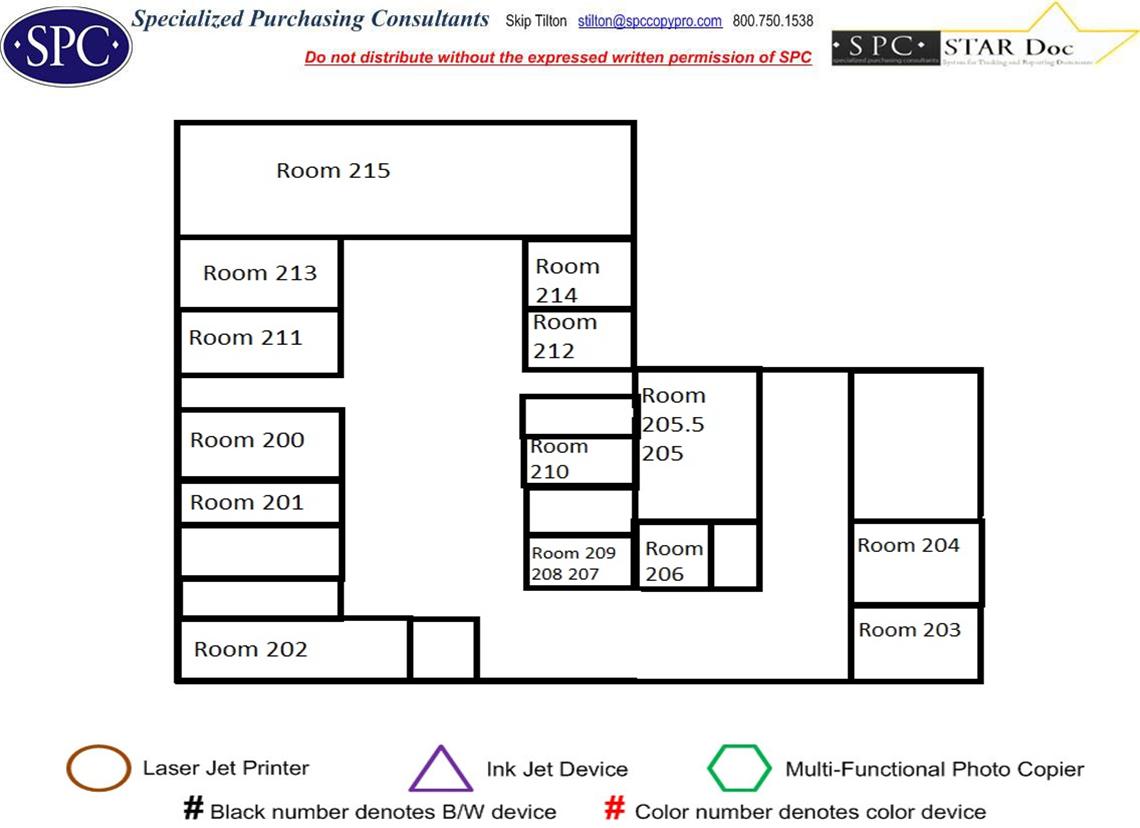 SPC
Specialized Purchasing Consultants Skip Tilton stilton@spccopypro.com 800.750.1538
Do not distribute without the expressed written permission of SPC
SPC STAR Doc
specialized purchasing consultants System for Tracking and Reporting Documents
Room 215
Room 213
Room
214
Room 211
Room
212
Room
205.5
205
Room 200
Room
210
Room 201
Room 209
208 207
Room
206
Room 204
Room 203
Room 202
Laser Jet Printer
Ink Jet Device
Multi-Functional Photo Copier
# Black number denotes B/W device
# Color number denotes color device